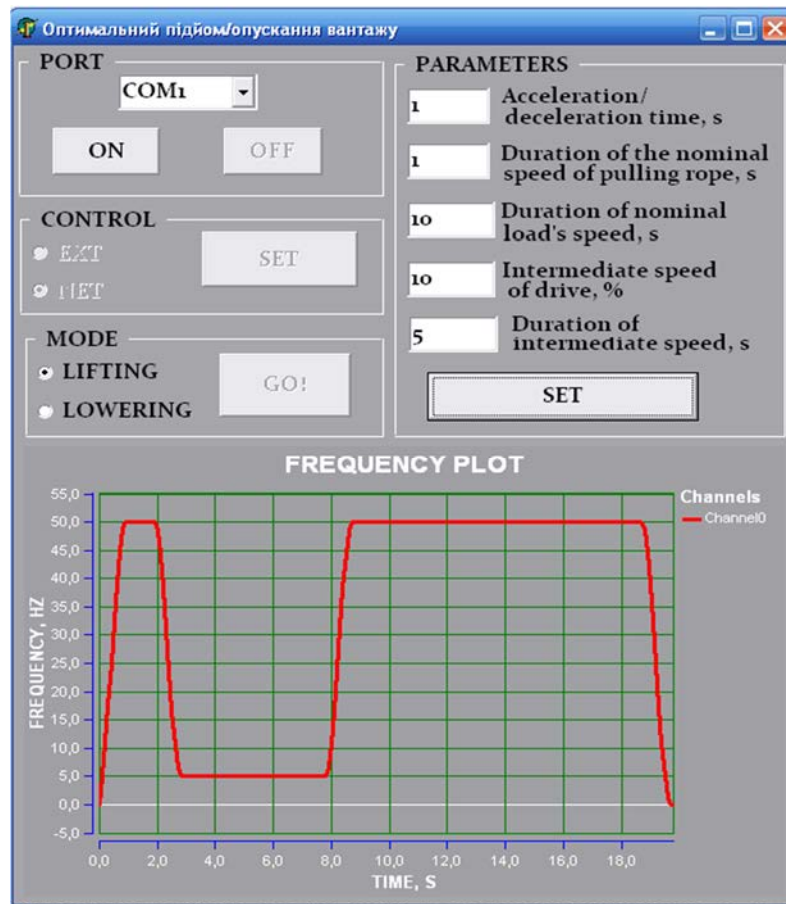 Оптимальний підйом/опускання вантажу
PORT
COM1
ON
OFF
CONTROL
EXT
NET
SET
MODE
LIFTING
LOWERING
GO!
PARAMETERS
1
Acceleration/
deceleration time, s
1
Duration of the nominal
speed of pulling rope, s
10
Duration of nominal
load's speed, s
10
Intermediate speed
of drive, %
5
Duration of
intermediate speed, s
SET
FREQUENCY PLOT
Channels
Channel0
FREQUENCY, HZ
55,0
50,0
45,0
40,0
35,0
30,0
25,0
20,0
15,0
10,0
5,0
0,0
-5,0
0,0 2,0 4,0 6,0 8,0 10,0 12,0 14,0 16,0 18,0
TIME, S